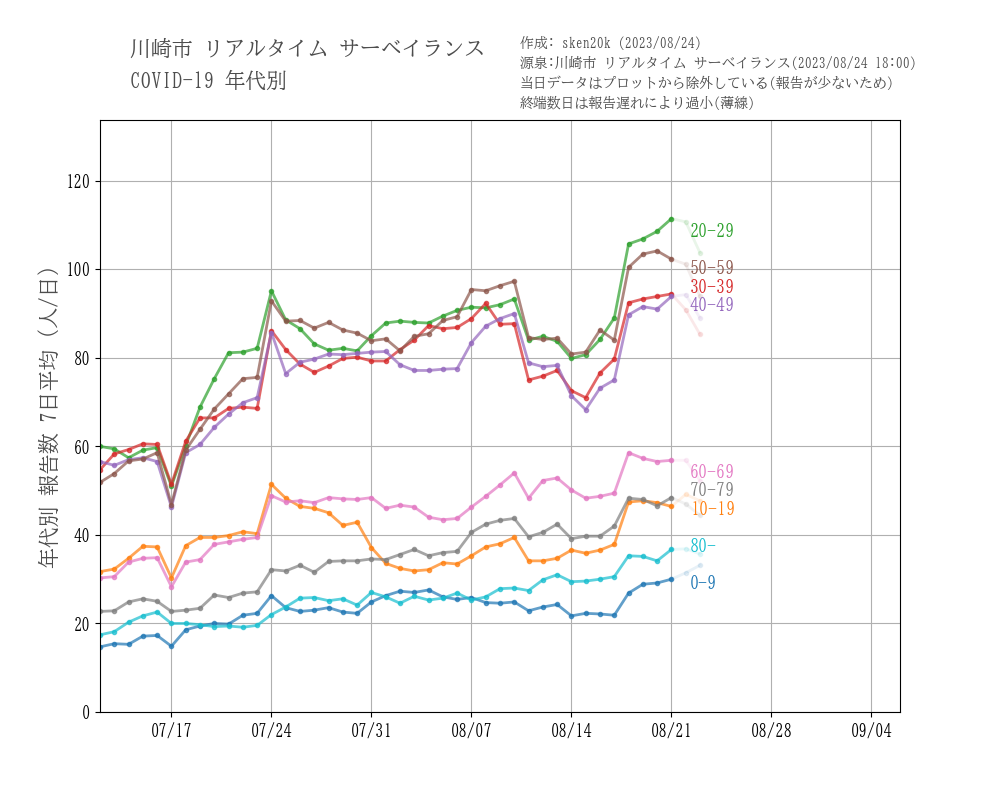 川崎市 リアルタイム サーベイランス
COVID-19 年代別
作成: sken20k (2023/08/24)
源泉:川崎市 リアルタイム サーベイランス(2023/08/24 18:00)
当日データはプロットから除外している(報告が少ないため)
終端数日は報告遅れにより過小(薄線)
年代別 報告数 7日平均 (人/日)
120
100
80
60
40
20
0
20-29
50-59
30-39
40-49
60-69
70-79
10-19
80-
0-9
07/17 07/24 07/31 08/07 08/14 08/21 08/28 09/04